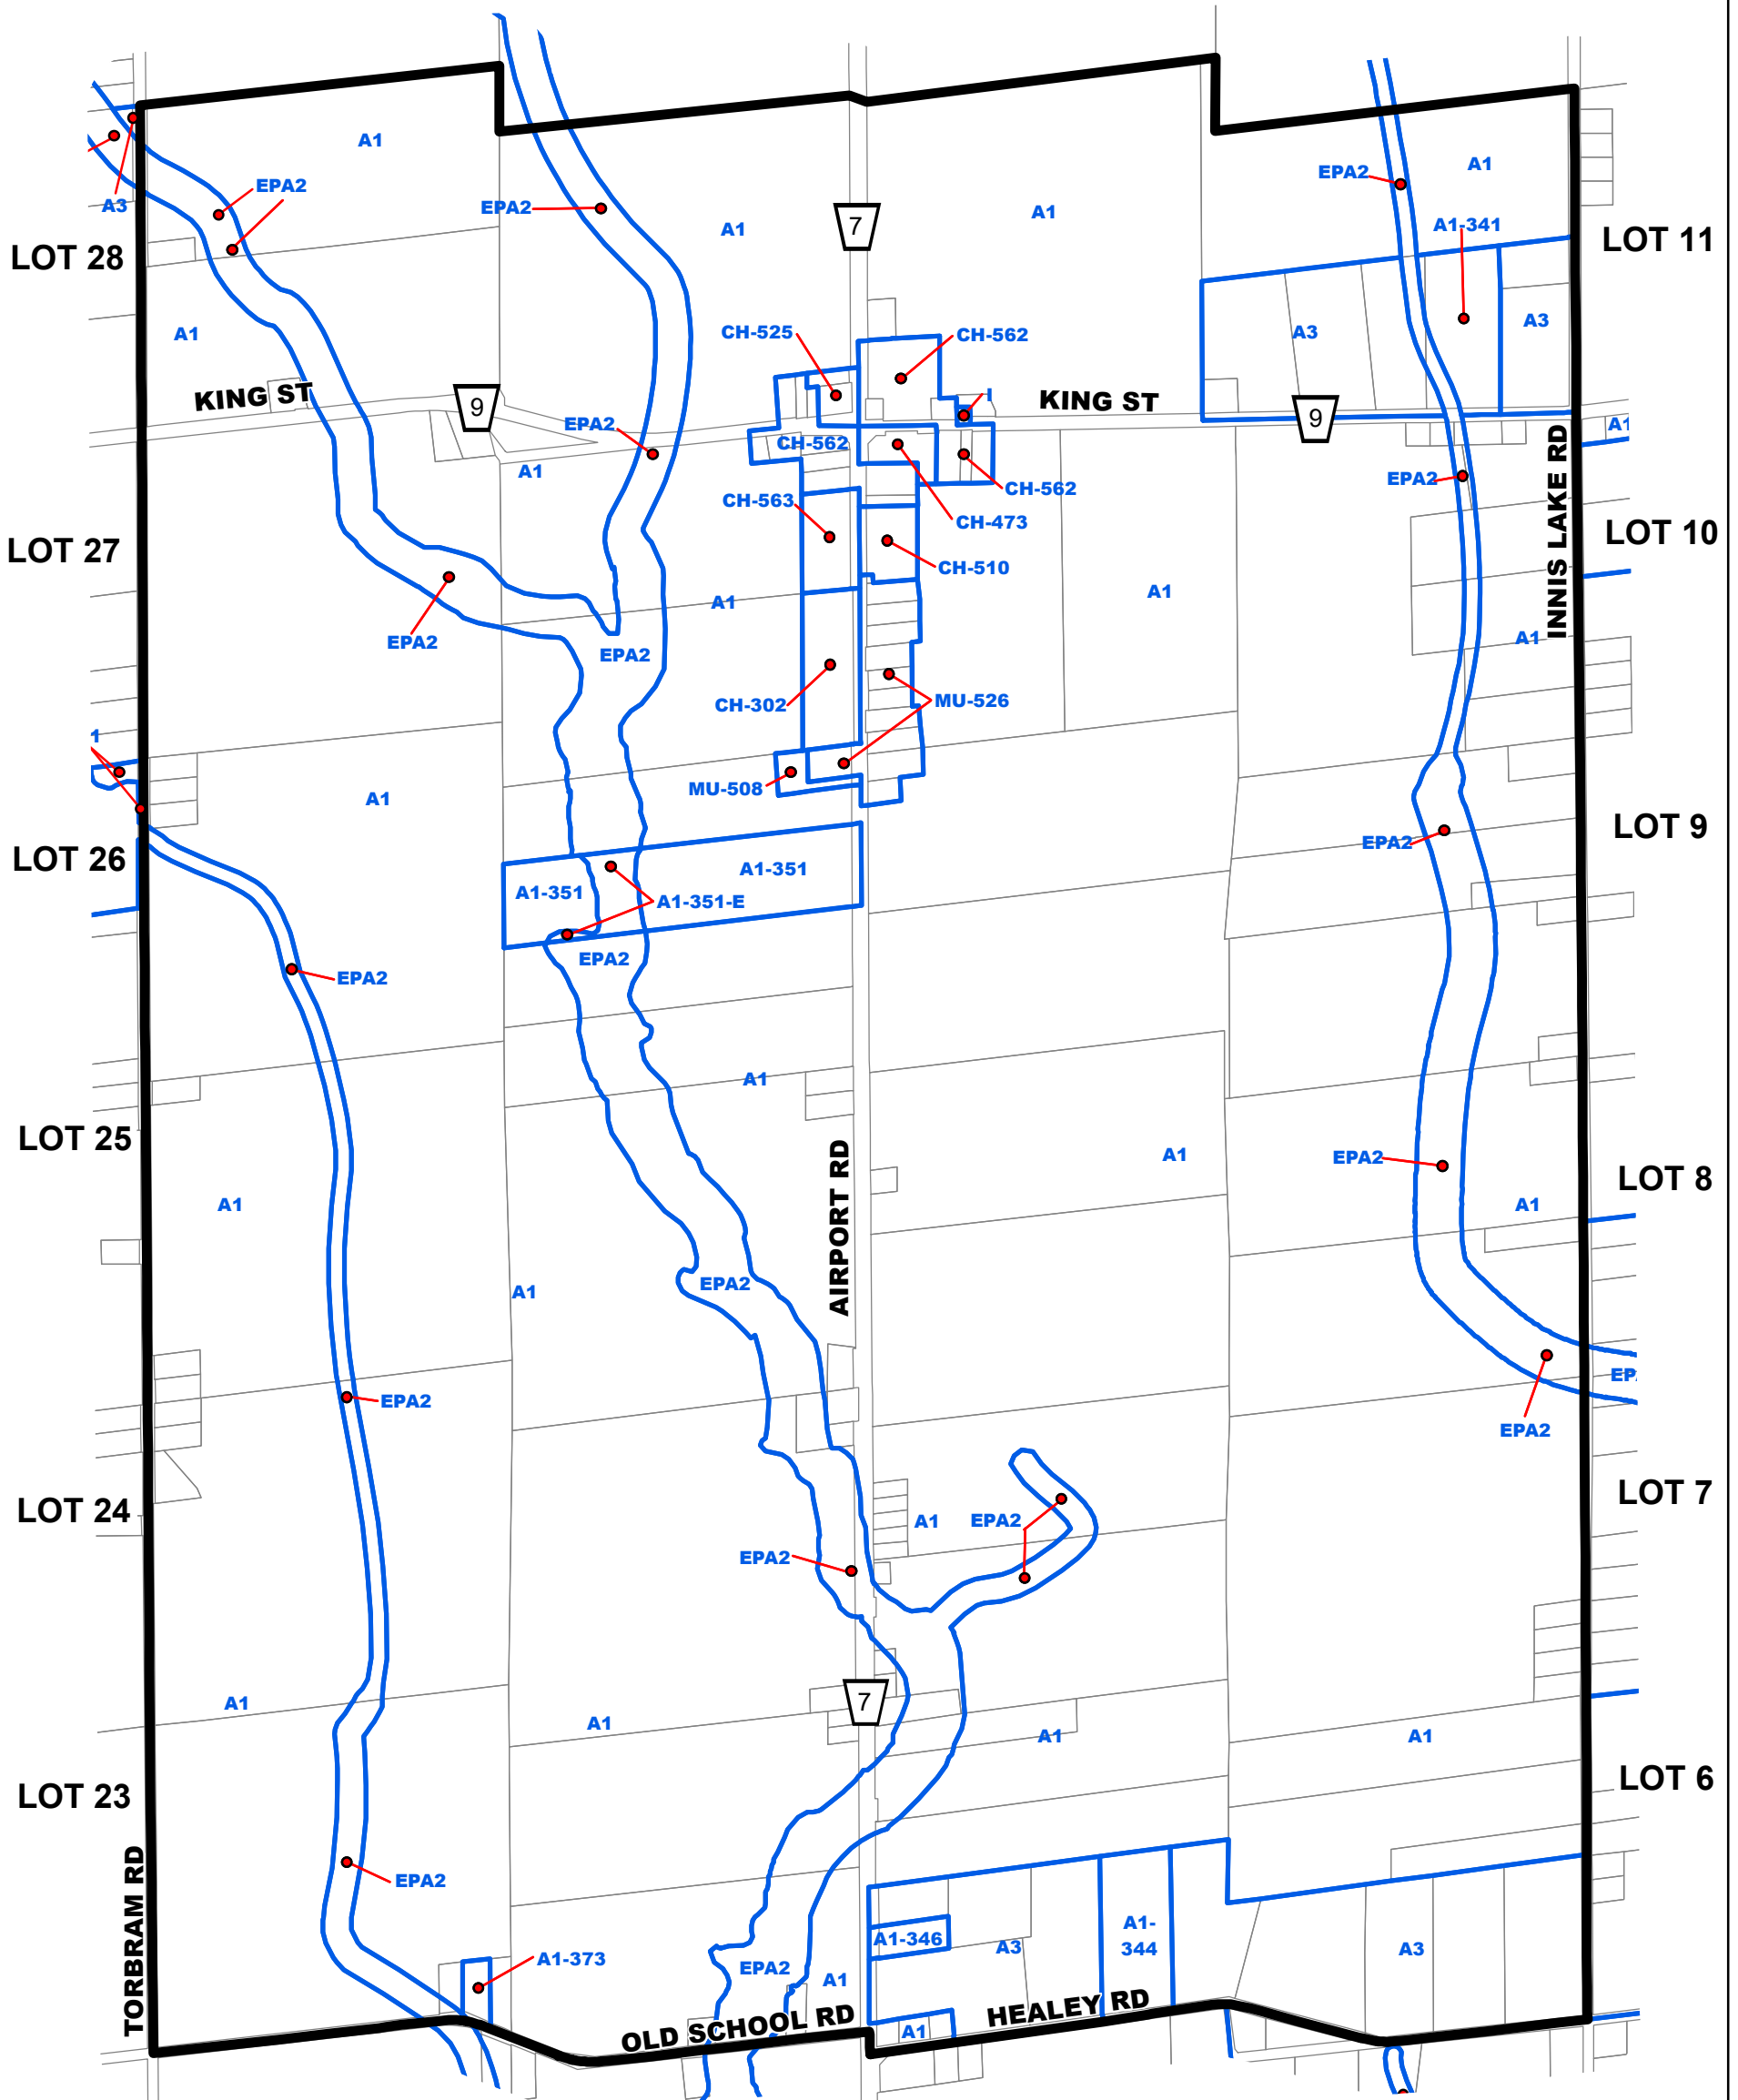 A1
EPA2
A3
EPA2
A1
7
A1
EPA2
A1
A1-341
LOT 28
LOT 11
A1
CH-525
CH-562
A3
A3
KING ST
9
KING ST
9
I
EPA2
CH-562
A1
A1
CH-563
CH-562
EPA2
CH-473
INNIS LAKE RD
LOT 27
LOT 10
CH-510
A1
A1
EPA2
EPA2
A1
CH-302
MU-526
1
MU-508
A1
LOT 26
LOT 9
EPA2
A1-351
A1-351
A1-351-E
EPA2
EPA2
A1
LOT 25
AIRPORT RD
A1
EPA2
LOT 8
A1
A1
EPA2
A1
EPA2
EP
EPA2
LOT 24
LOT 7
A1
EPA2
EPA2
7
A1
A1
A1
A1
LOT 23
LOT 6
TORBRAM RD
EPA2
A1-373
A1-346
A3
A1-
344
A3
EPA2
A1
OLD SCHOOL RD
HEALEY RD
A1